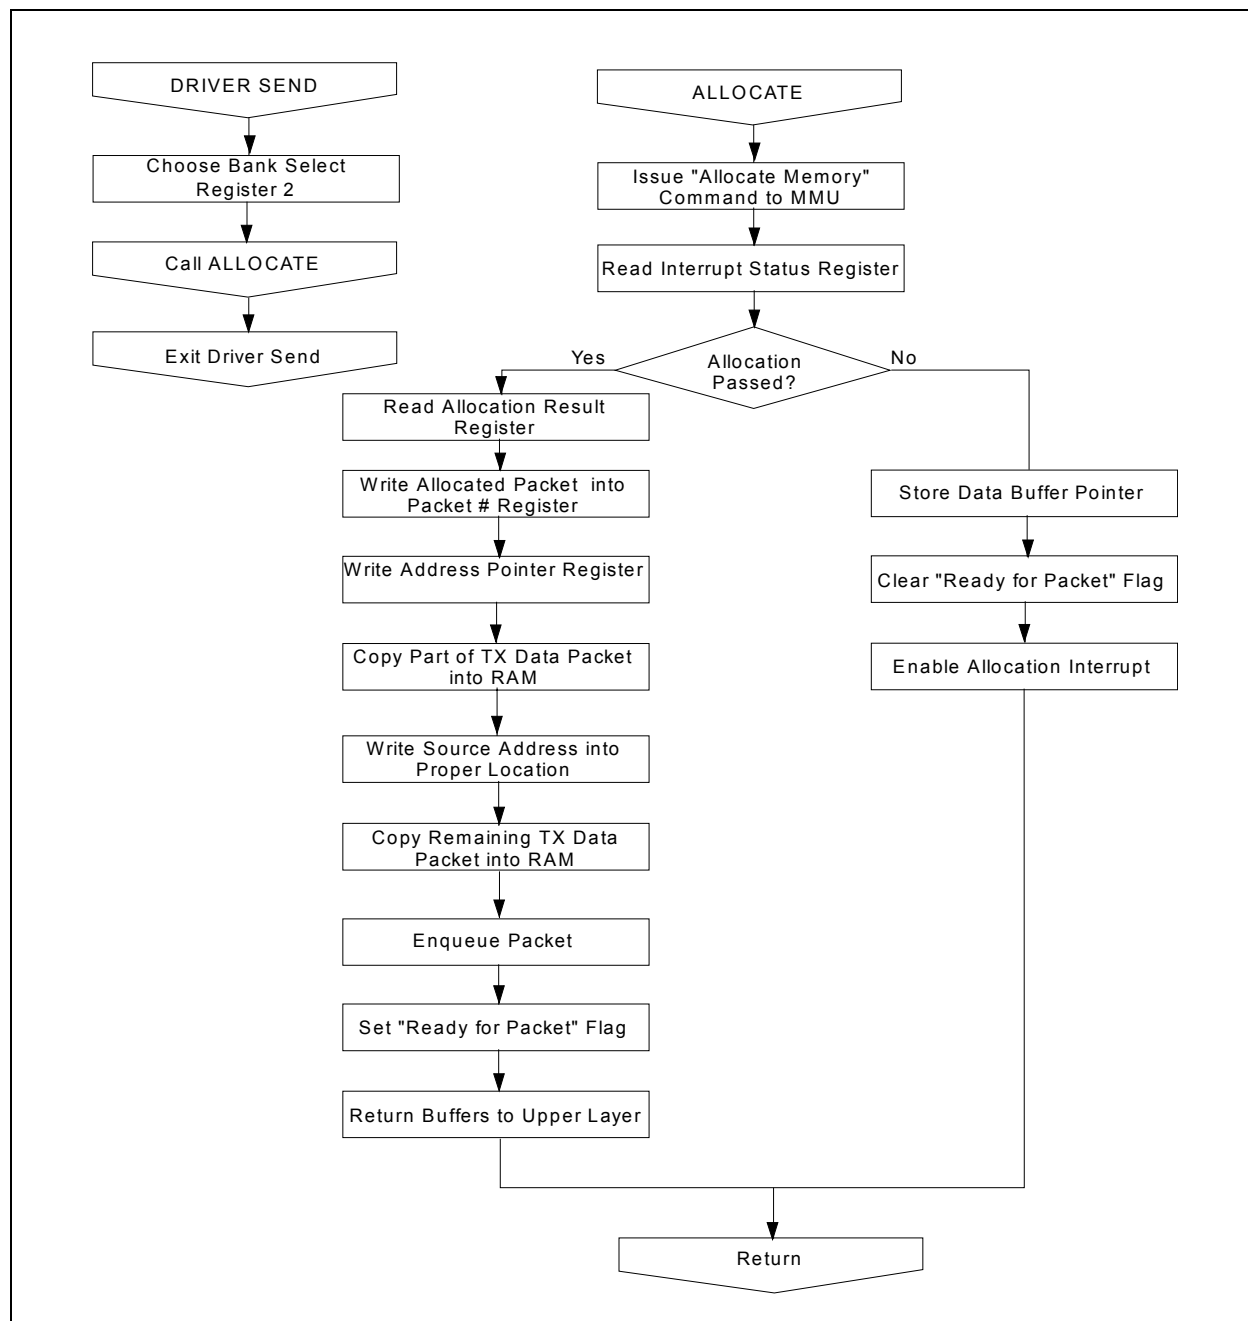 DRIVER SEND
Choose Bank Select
Register 2
Call ALLOCATE
Exit Driver Send
ALLOCATE
Issue "Allocate Memory"
Command to MMU
Read Interrupt Status Register
Allocation
Passed?
Yes
No
Read Allocation Result
Register
Write Allocated Packet into
Packet # Register
Write Address Pointer Register
Copy Part of TX Data Packet
into RAM
Write Source Address into
Proper Location
Copy Remaining TX Data
Packet into RAM
Enqueue Packet
Set "Ready for Packet" Flag
Return Buffers to Upper Layer
Store Data Buffer Pointer
Clear "Ready for Packet" Flag
Enable Allocation Interrupt
Return